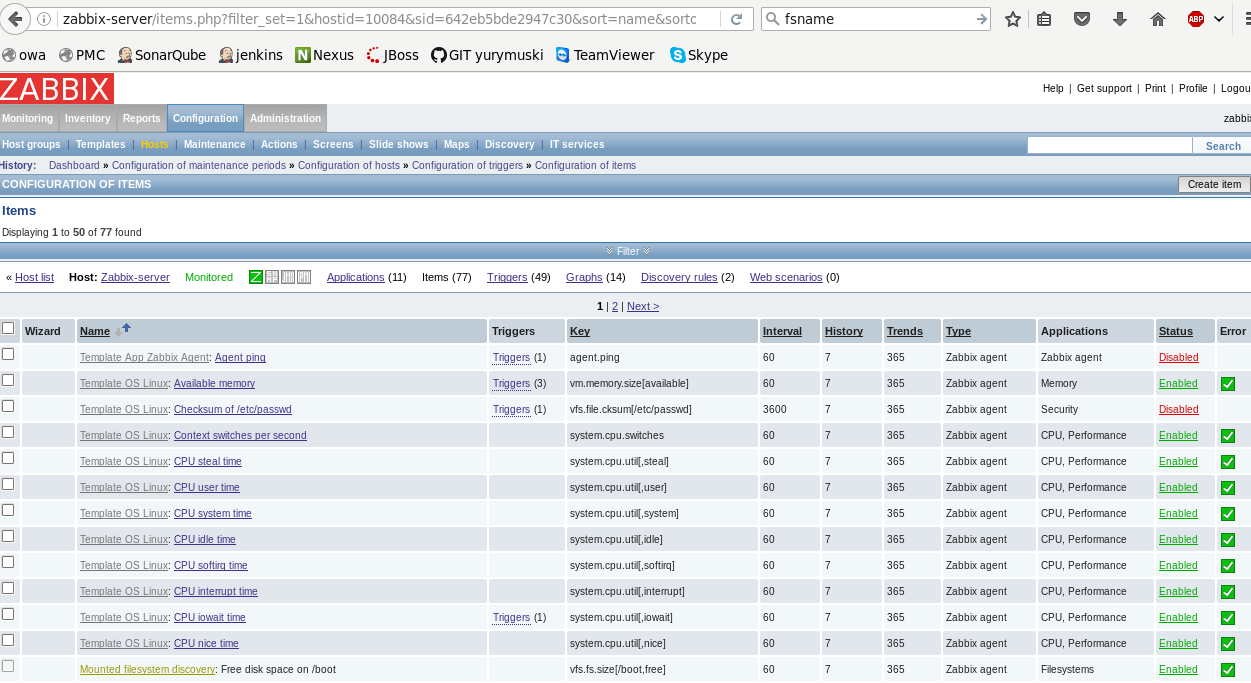 zabbix-server/items.php?filter_set=1&hostid=10084&sid=642eb5bde2947c30&sort=name&sortc fsname ABP
owa PMC SonarQube jenkins Nexus JBoss GIT yurymuski TeamViewer Skype
ZABBIX
Help | Get support | Print | Profile | Logou
Monitoring Inventory Reports Configuration Administration zabbix
Host groups | Templates | Hosts | Maintenance | Actions | Screens | Slide shows | Maps | Discovery | IT services Search
History: Dashboard » Configuration of maintenance periods » Configuration of hosts » Configuration of triggers » Configuration of items
CONFIGURATION OF ITEMS Create item
Items
Displaying 1 to 50 of 77 found
Filter
« Host list Host: Zabbix-server Monitored Z Applications (11) Items (77) Triggers (49) Graphs (14) Discovery rules (2) Web scenarios (0)
1 | 2 | Next >
Wizard Name Triggers Key Interval History Trends Type Applications Status Error
Template App Zabbix Agent: Agent ping Triggers (1) agent.ping 60 7 365 Zabbix agent Zabbix agent Disabled
Template OS Linux: Available memory Triggers (3) vm.memory.size[available] 60 7 365 Zabbix agent Memory Enabled
Template OS Linux: Checksum of /etc/passwd Triggers (1) vfs.file.cksum[/etc/passwd] 3600 7 365 Zabbix agent Security Disabled
Template OS Linux: Context switches per second system.cpu.switches 60 7 365 Zabbix agent CPU, Performance Enabled
Template OS Linux: CPU steal time system.cpu.util[,steal] 60 7 365 Zabbix agent CPU, Performance Enabled
Template OS Linux: CPU user time system.cpu.util[,user] 60 7 365 Zabbix agent CPU, Performance Enabled
Template OS Linux: CPU system time system.cpu.util[,system] 60 7 365 Zabbix agent CPU, Performance Enabled
Template OS Linux: CPU idle time system.cpu.util[,idle] 60 7 365 Zabbix agent CPU, Performance Enabled
Template OS Linux: CPU softirq time system.cpu.util[,softirq] 60 7 365 Zabbix agent CPU, Performance Enabled
Template OS Linux: CPU interrupt time system.cpu.util[,interrupt] 60 7 365 Zabbix agent CPU, Performance Enabled
Template OS Linux: CPU iowait time Triggers (1) system.cpu.util[,iowait] 60 7 365 Zabbix agent CPU, Performance Enabled
Template OS Linux: CPU nice time system.cpu.util[,nice] 60 7 365 Zabbix agent CPU, Performance Enabled
Mounted filesystem discovery: Free disk space on /boot vfs.fs.size[/boot,free] 60 7 365 Zabbix agent Filesystems Enabled